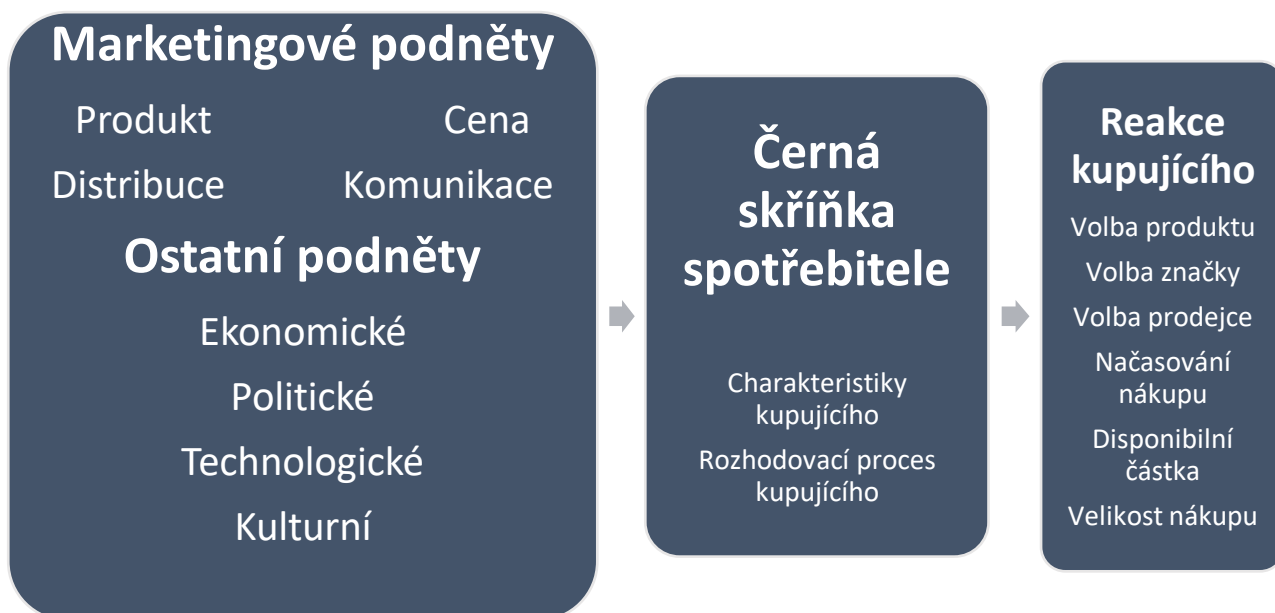 Marketingové podněty
Produkt Cena
Distribuce Komunikace
Ostatní podněty
Ekonomické
Politické
Technologické
Kulturní
Černá
skříňka
spotřebitele
Charakteristiky
kupujícího
Rozhodovací proces
kupujícího
Reakce
kupujícího
Volba produktu
Volba značky
Volba prodejce
Načasování
nákupu
Disponibilní
částka
Velikost nákupu